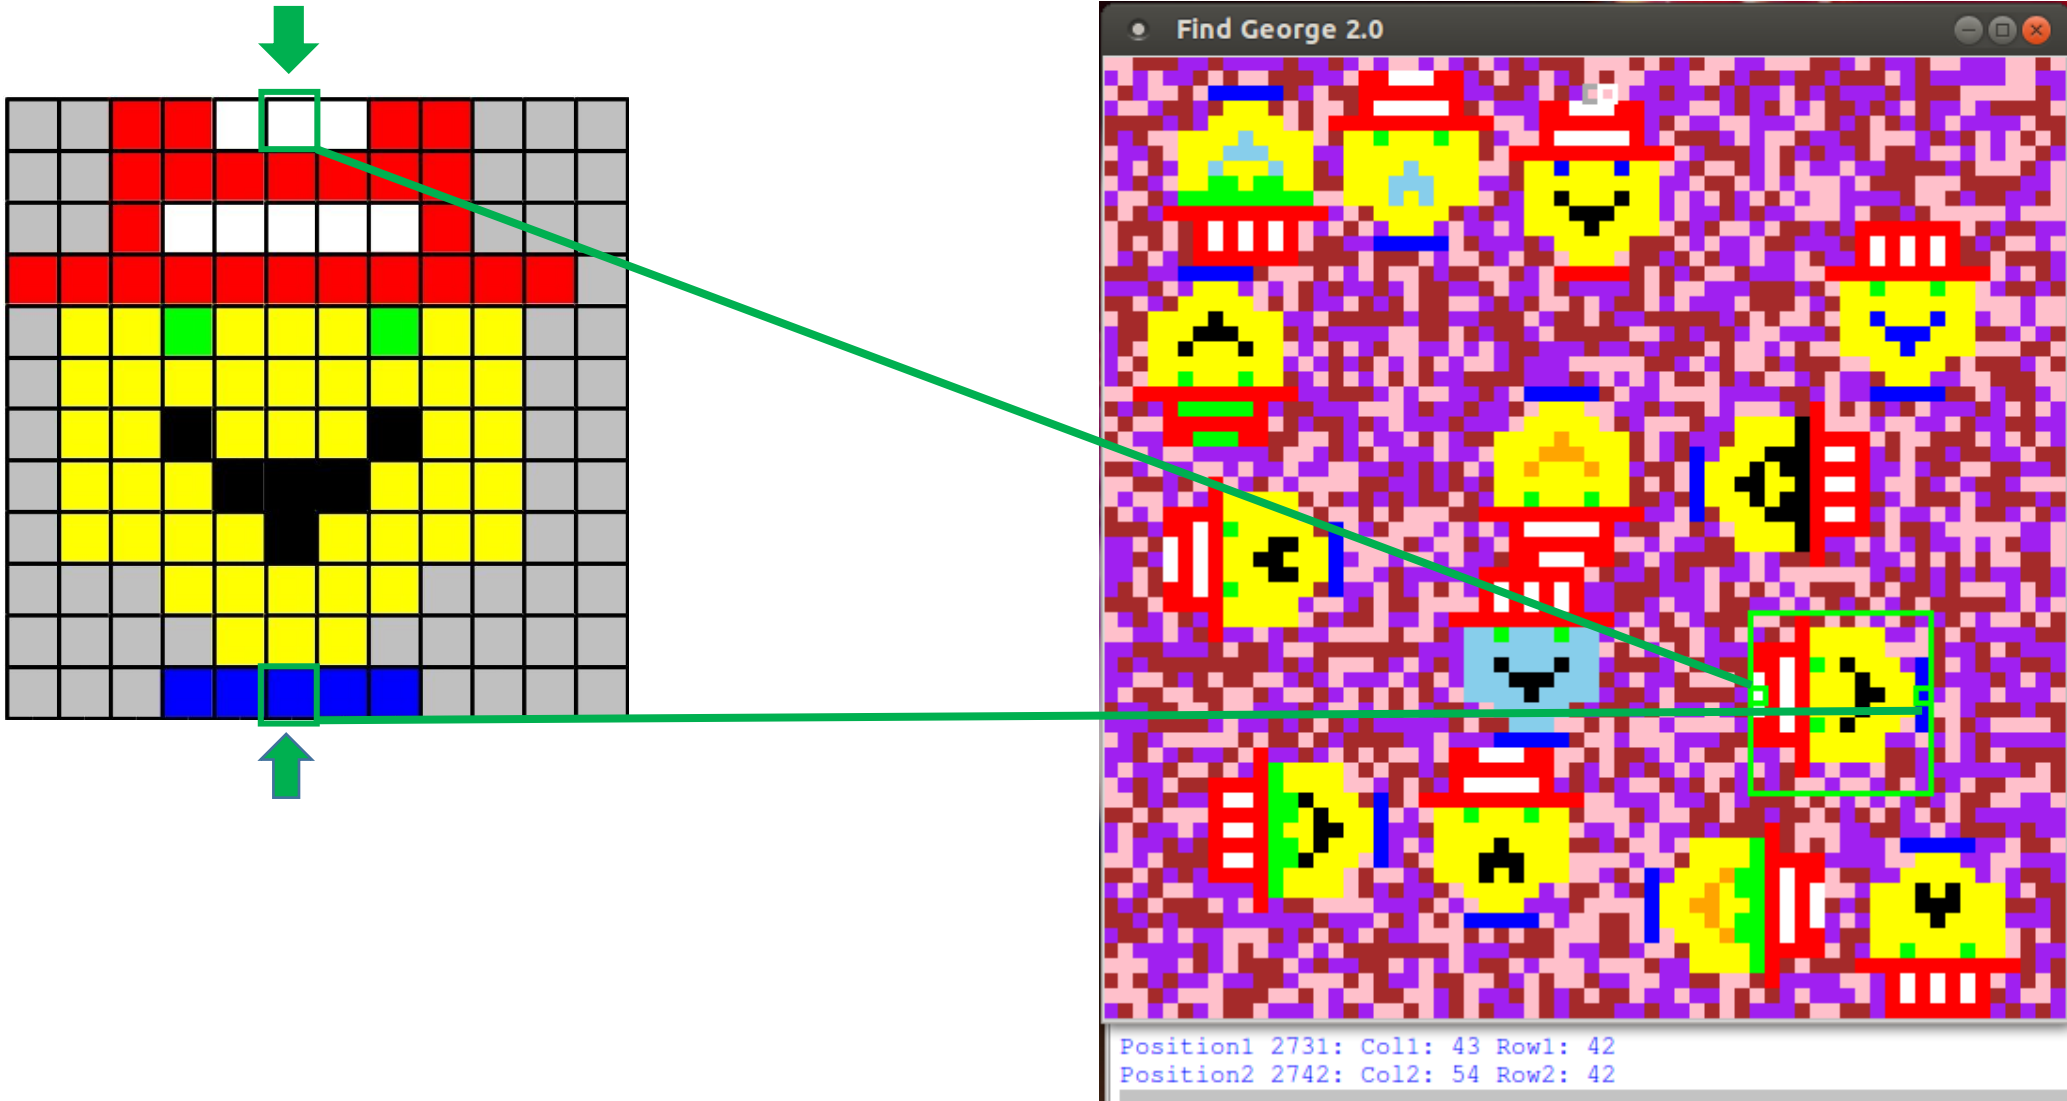 Find George 2.0
Position1 2731: Col1: 43 Row1: 42
Position2 2742: Col2: 54 Row2: 42